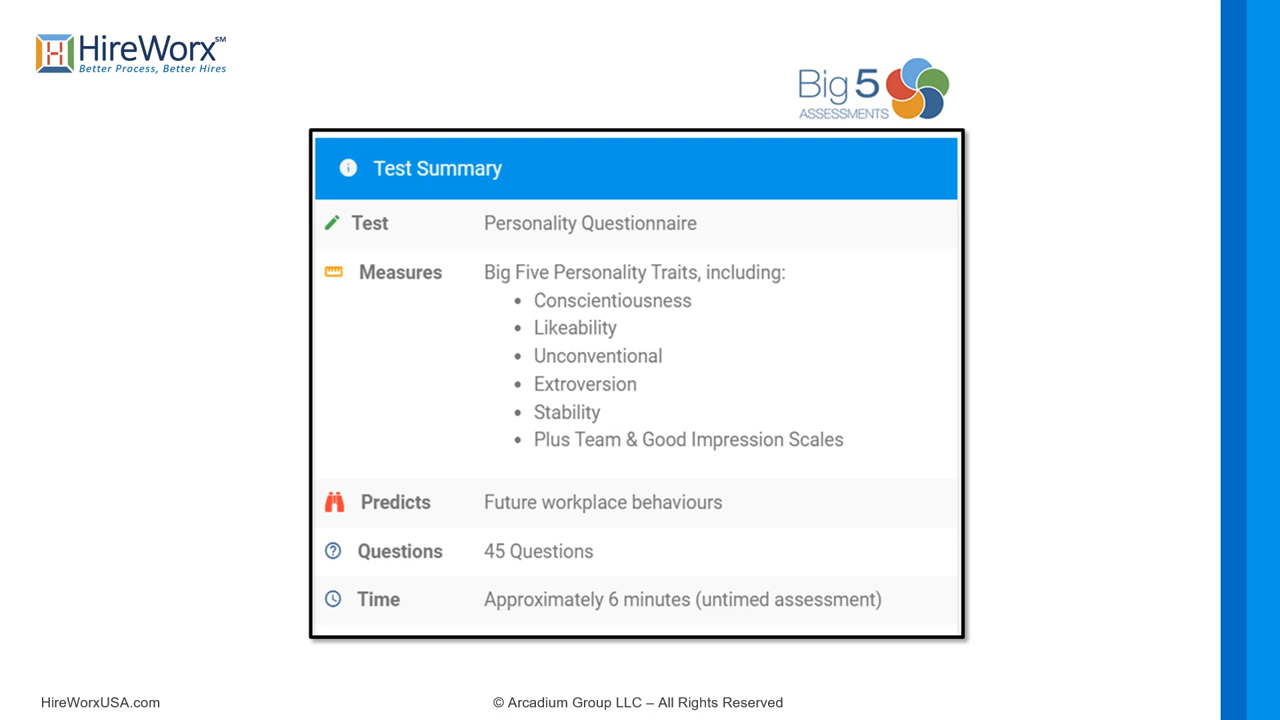 HireWorx℠
Better Process, Better Hires
Big 5
ASSESSMENTS
Test Summary
Test Personality Questionnaire
Measures Big Five Personality Traits, including:
• Conscientiousness
• Likeability
• Unconventional
• Extroversion
• Stability
• Plus Team & Good Impression Scales
Predicts Future workplace behaviours
Questions 45 Questions
Time Approximately 6 minutes (untimed assessment)
HireWorxUSA.com © Arcadium Group LLC – All Rights Reserved